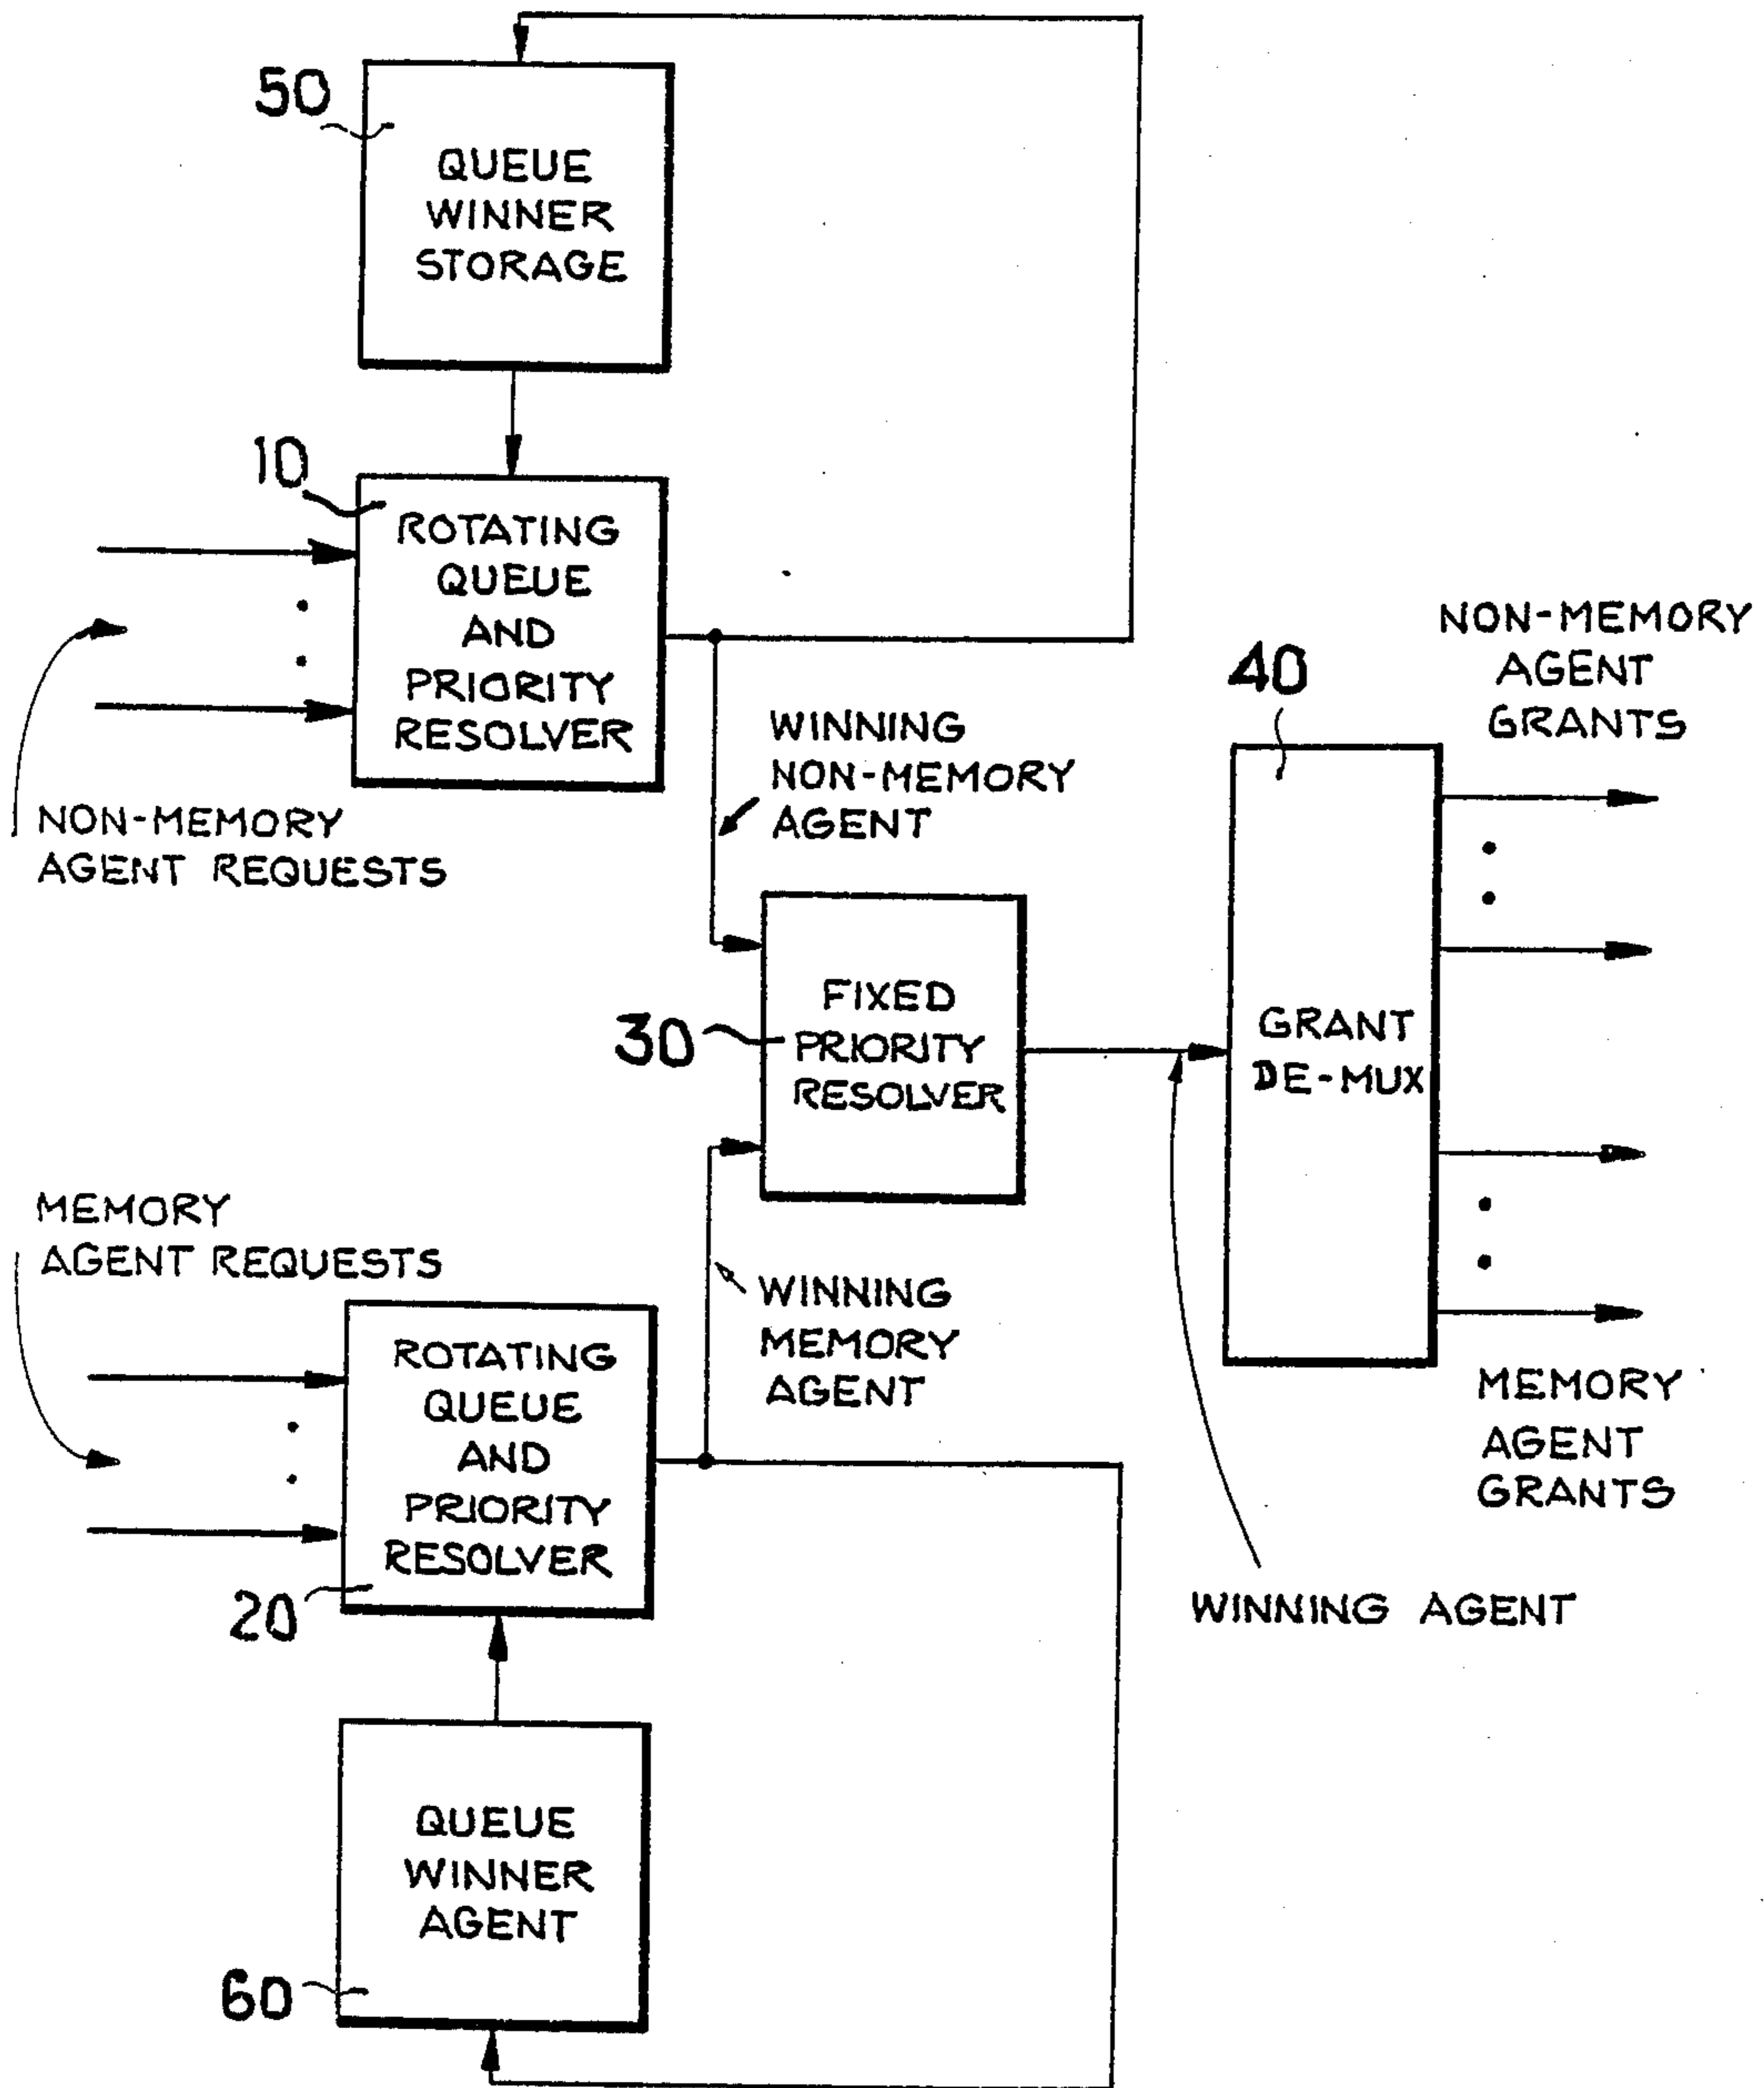 50
QUEUE
WINNER
STORAGE
10
ROTATING
QUEUE
AND
PRIORITY
RESOLVER
NON-MEMORY
AGENT REQUESTS
WINNING
NON-MEMORY
AGENT
40
NON-MEMORY
AGENT
GRANTS
30
FIXED
PRIORITY
RESOLVER
GRANT
DE-MUX
MEMORY
AGENT REQUESTS
WINNING
MEMORY
AGENT
ROTATING
QUEUE
AND
PRIORITY
RESOLVER
20
MEMORY
AGENT
GRANTS
WINNING AGENT
QUEUE
WINNER
AGENT
60